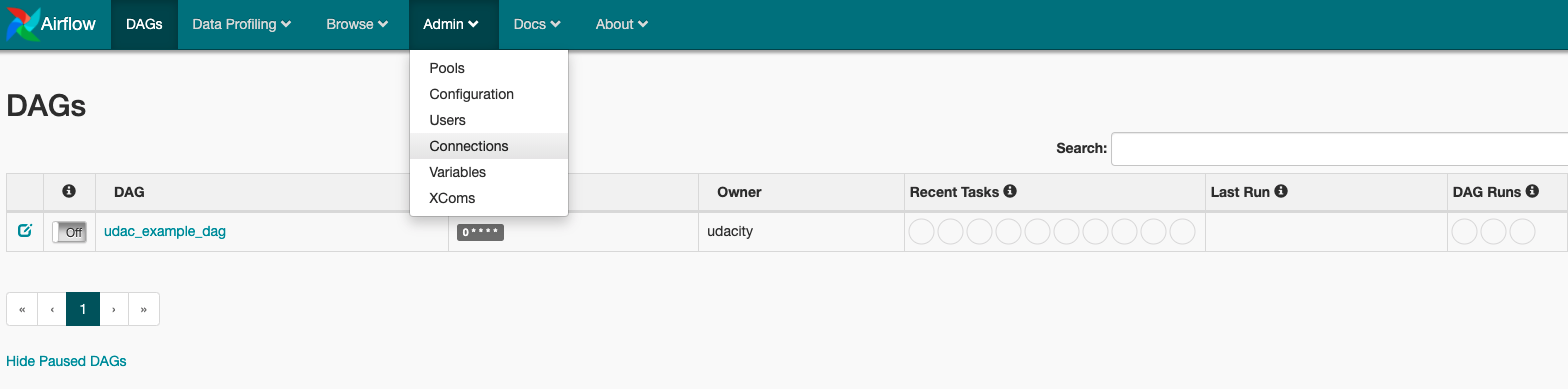 Airflow DAGs Data Profiling Browse Admin Docs About
Pools
Configuration
Users
Connections
Variables
XComs
DAGs
Search:
DAG Owner Recent Tasks Last Run DAG Runs
Off udac_example_dag 0 * * * * udacity
« ‹ 1 › »
Hide Paused DAGs